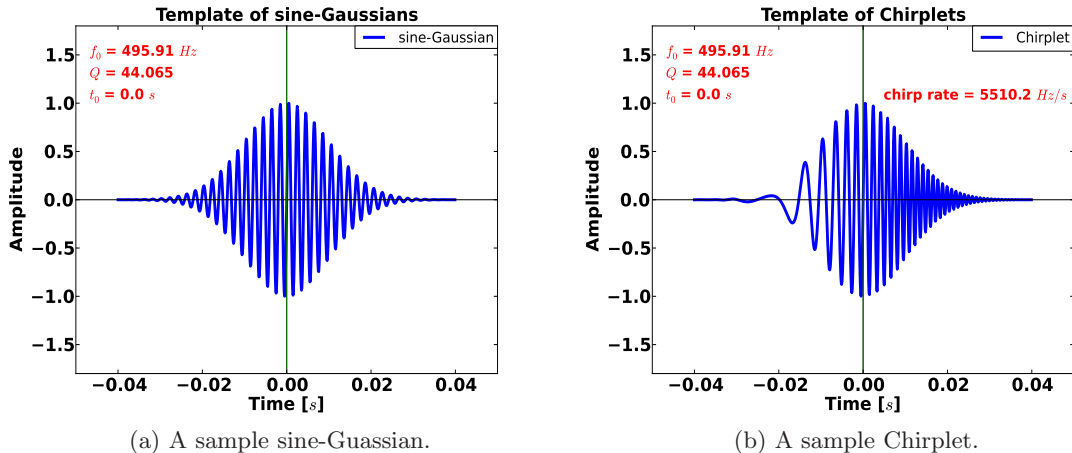 Template of sine-Gaussians
sine-Gaussian
f₀ = 495.91 Hz
Q = 44.065
t₀ = 0.0 s
1.5
1.0
0.5
0.0
−0.5
−1.0
−1.5
Amplitude
−0.04
−0.02
0.00
0.02
0.04
Time [s]
(a) A sample sine-Guassian.
Template of Chirplets
Chirplet
f₀ = 495.91 Hz
Q = 44.065
t₀ = 0.0 s
chirp rate = 5510.2 Hz/s
1.5
1.0
0.5
0.0
−0.5
−1.0
−1.5
Amplitude
−0.04
−0.02
0.00
0.02
0.04
Time [s]
(b) A sample Chirplet.